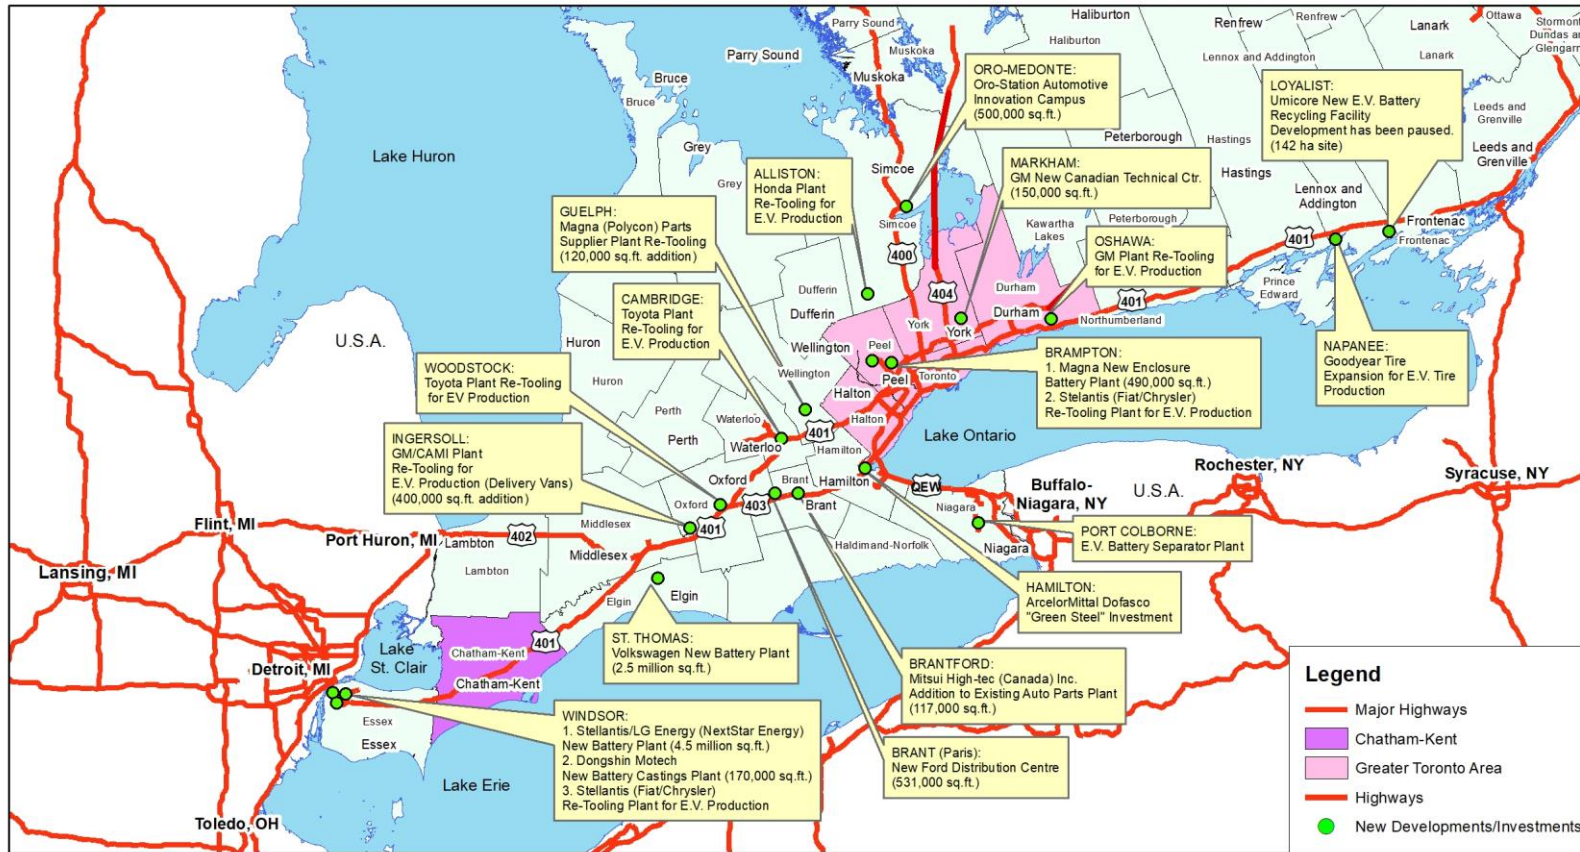 Haliburton
Haliburton
Renfrew
Renfrew
Lanark
Lanark
Ottawa
Stormont
Dundas an
Glengarr
Parry Sound
Parry Sound
Muskoka
Muskoka
Bruce
Bruce
Grey
Grey
Lake Huron
ORO-MEDONTE:
Oro-Station Automotive
Innovation Campus
(500,000 sq.ft.)
Lennox and Addington
LOYALIST:
Umicore New E.V. Battery
Recycling Facility
Development has been paused.
(142 ha site)
Leeds and
Grenville
Leeds and
Grenville
Peterborough
Peterborough
Hastings
Hastings
Lennox and
Addington
Frontenac
Frontenac
401
ALLISTON:
Honda Plant
Re-Tooling for
E.V. Production
Simcoe
Simcoe
400
MARKHAM:
GM New Canadian Technical Ctr.
(150,000 sq.ft.)
Kawartha
Lakes
GUELPH:
Magna (Polycon) Parts
Supplier Plant Re-Tooling
(120,000 sq.ft. addition)
OSHAWA:
GM Plant Re-Tooling
for E.V. Production
Prince
Edward
CAMBRIDGE:
Toyota Plant
Re-Tooling for
E.V. Production
Dufferin
Dufferin
404
Durham
Durham
401
Northumberland
York
York
U.S.A.
Huron
Huron
Wellington
Wellington
Peel
Peel
Toronto
NAPANEE:
Goodyear Tire
Expansion for E.V. Tire
Production
WOODSTOCK:
Toyota Plant Re-Tooling
for EV Production
BRAMPTON:
1. Magna New Enclosure
Battery Plant (490,000 sq.ft.)
2. Stelantis (Fiat/Chrysler)
Re-Tooling Plant for E.V. Production
Halton
Halton
Perth
Perth
Waterloo
Waterloo
401
Lake Ontario
INGERSOLL:
GM/CAMI Plant
Re-Tooling for
E.V. Production (Delivery Vans)
(400,000 sq.ft. addition)
Hamilton
Hamilton
Oxford
Oxford
Brant
Brant
403
401
QEW
Buffalo-
Niagara, NY
U.S.A.
Rochester, NY
Syracuse, NY
Niagara
Niagara
Flint, MI
Port Huron, MI
402
Lambton
Lambton
Middlesex
Middlesex
Haldimand-Norfolk
PORT COLBORNE:
E.V. Battery Separator Plant
Lansing, MI
Elgin
Elgin
HAMILTON:
ArcelorMittal Dofasco
"Green Steel" Investment
ST. THOMAS:
Volkswagen New Battery Plant
(2.5 million sq.ft.)
401
Chatham-Kent
Chatham-Kent
Lake
St. Clair
Detroit, MI
BRANTFORD:
Mitsui High-tec (Canada) Inc.
Addition to Existing Auto Parts Plant
(117,000 sq.ft.)
WINDSOR:
1. Stellantis/LG Energy (NextStar Energy)
New Battery Plant (4.5 million sq.ft.)
2. Dongshin Motech
New Battery Castings Plant (170,000 sq.ft.)
3. Stellantis (Fiat/Chrysler)
Re-Tooling Plant for E.V. Production
BRANT (Paris):
New Ford Distribution Centre
(531,000 sq.ft.)
Essex
Essex
Lake Erie
Toledo, OH
Legend
Major Highways
Chatham-Kent
Greater Toronto Area
Highways
New Developments/Investments